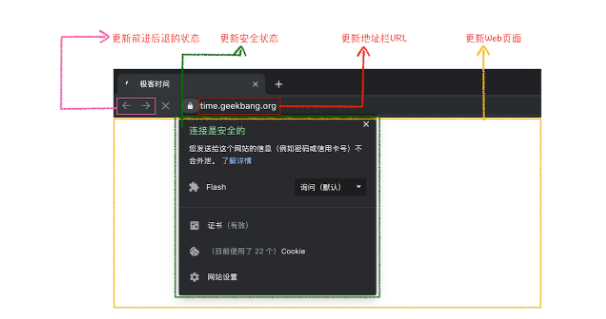 更新前进后退的状态
更新安全状态
更新地址栏URL
更新Web页面
极客时间
time.geekbang.org
连接是安全的
您发送给这个网站的信息（例如密码或信用卡号）不
会外泄。 了解详情
Flash
询问（默认）
证书（有效）
（目前使用了 22 个）Cookie
网站设置